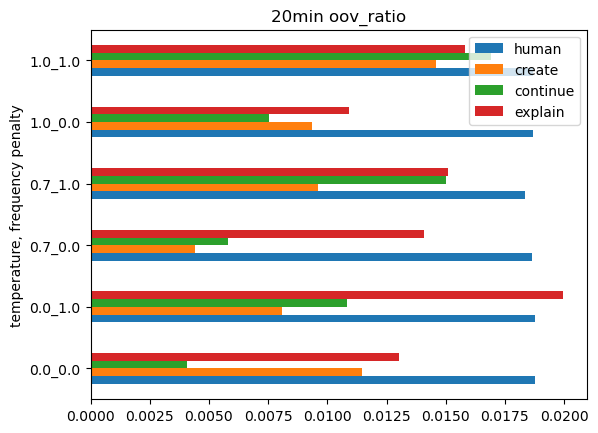 20min oov_ratio
human
create
continue
explain
temperature, frequency penalty
1.0_1.0
1.0_0.0
0.7_1.0
0.7_0.0
0.0_1.0
0.0_0.0
0.0000 0.0025 0.0050 0.0075 0.0100 0.0125 0.0150 0.0175 0.0200